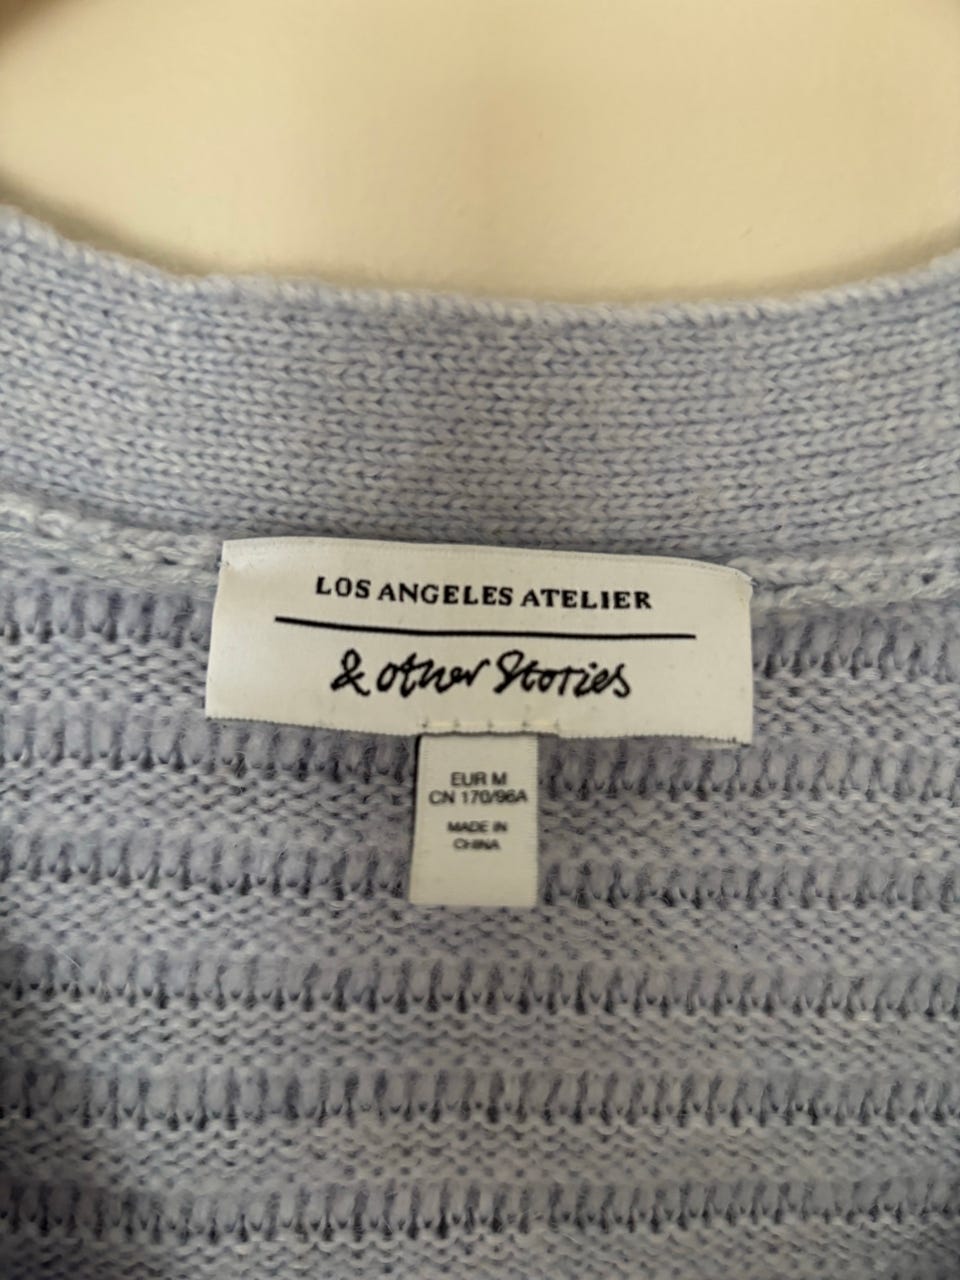 LOS ANGELES ATELIER
& other Stories
EUR M
CN 170/96A
MADE IN
CHINA